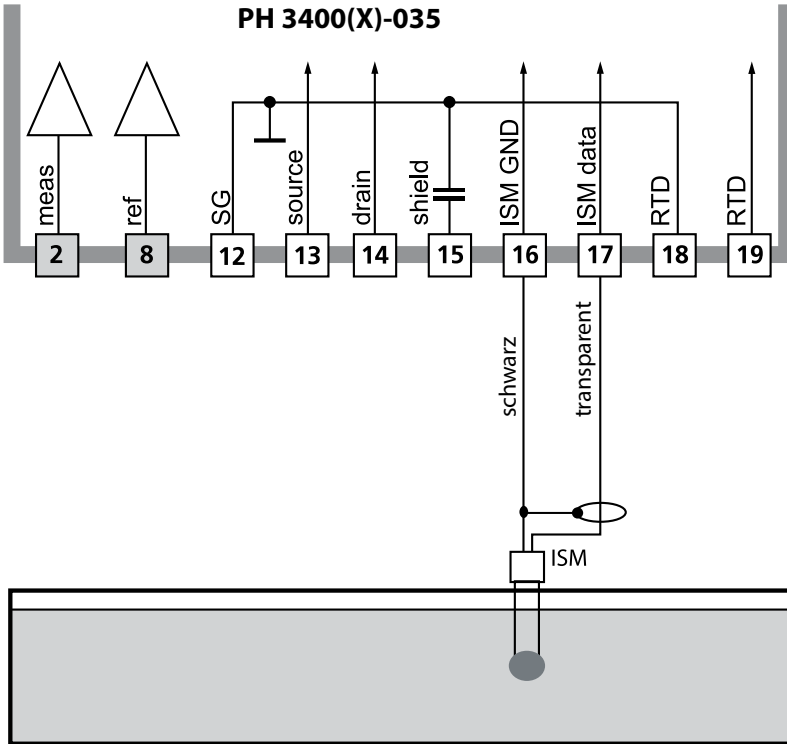 PH 3400(X)-035
meas
ref
SG
source
drain
shield
ISM GND
ISM data
RTD
RTD
2
8
12
13
14
15
16
17
18
19
schwarz
transparent
ISM